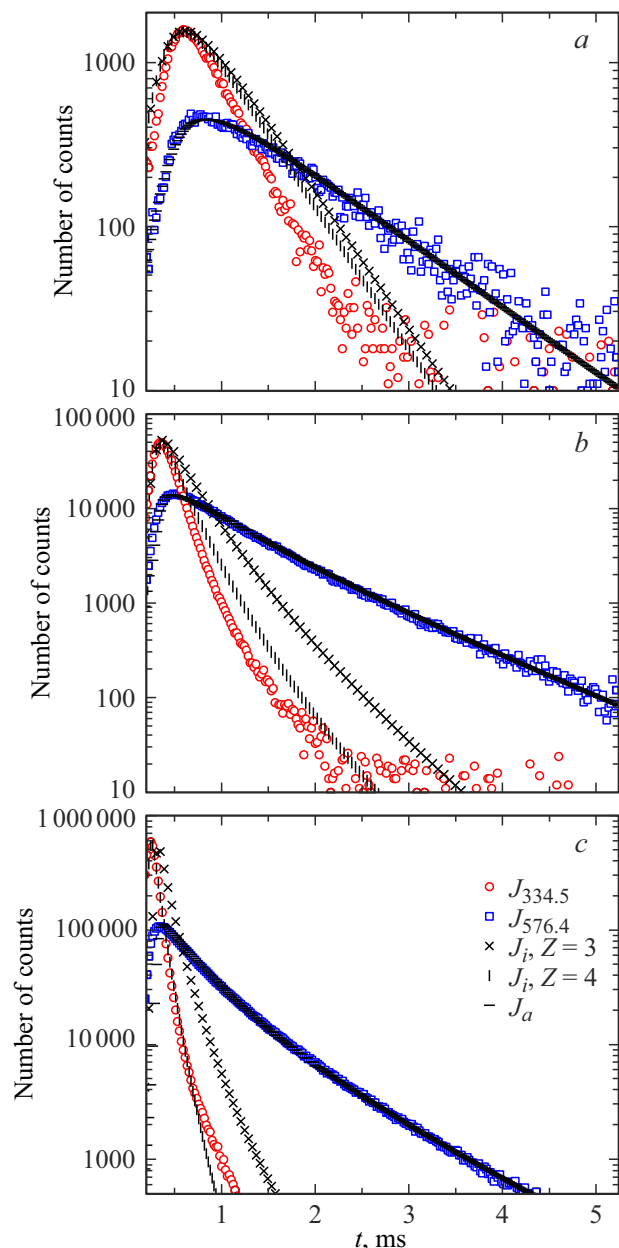 a
1000
100
10
Number of counts
b
100 000
10 000
1000
100
10
Number of counts
c
1 000 000
100 000
10 000
1000
Number of counts
J334.5
J576.4
Ji, Z = 3
Ji, Z = 4
Ja
1 2 3 4 5
t, ms